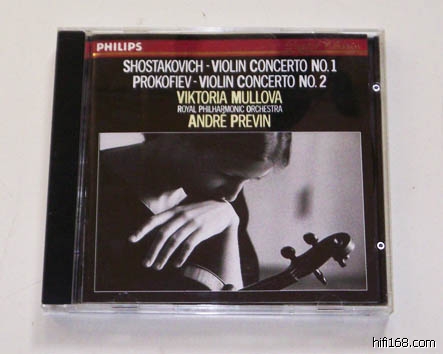 PHILIPS
SHOSTAKOVICH - VIOLIN CONCERTO NO. 1
PROKOFIEV - VIOLIN CONCERTO NO. 2
VIKTORIA MULLOVA
ROYAL PHILHARMONIC ORCHESTRA
ANDRÉ PREVIN
hifi168.com